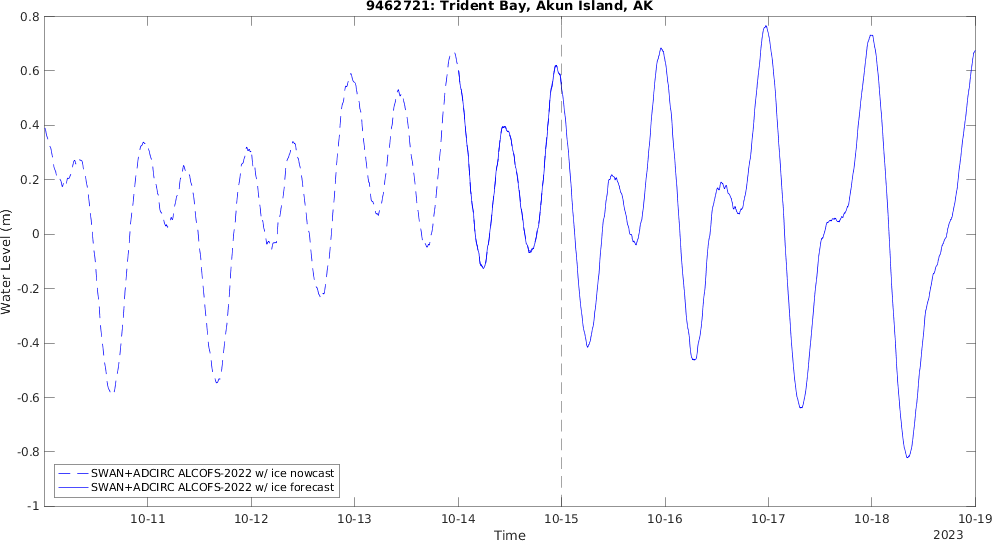 9462721: Trident Bay, Akun Island, AK
0.8
0.6
0.4
0.2
0
-0.2
-0.4
-0.6
-0.8
-1
Water Level (m)
SWAN+ADCIRC ALCOFS-2022 w/ ice nowcast
SWAN+ADCIRC ALCOFS-2022 w/ ice forecast
10-11 10-12 10-13 10-14 10-15 10-16 10-17 10-18 10-19
Time
2023